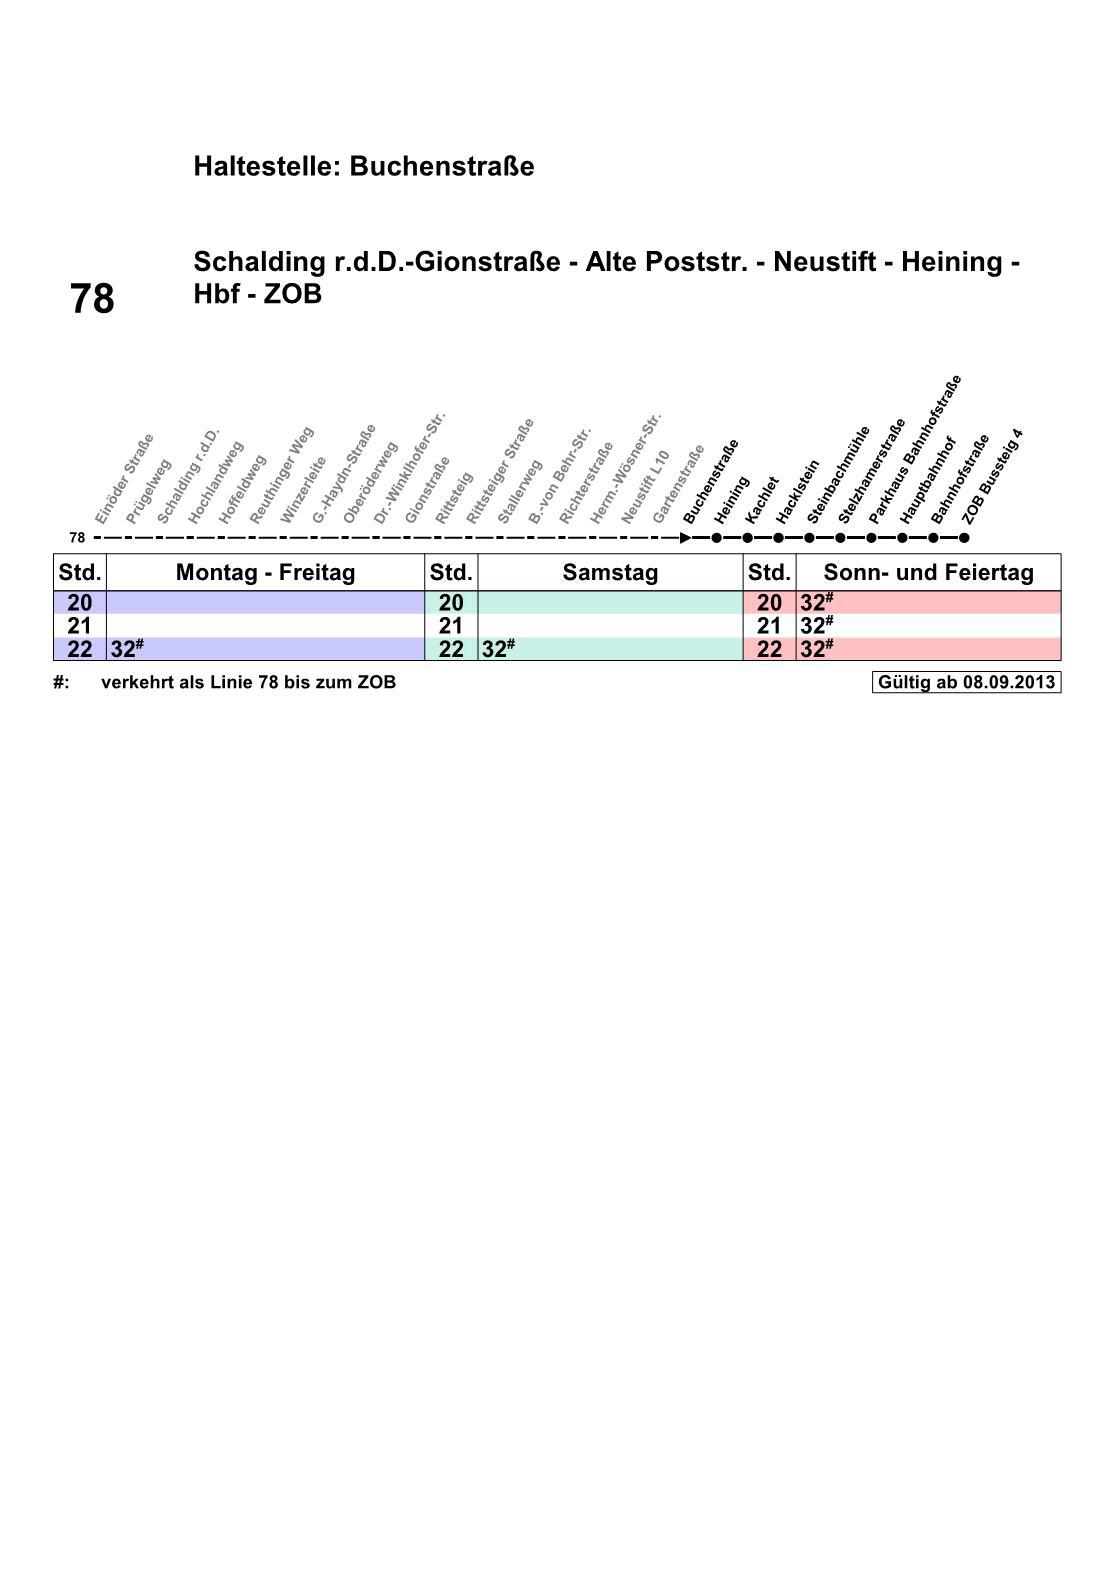 Haltestelle: Buchenstraße
Schalding r.d.D.-Gionstraße - Alte Poststr. - Neustift - Heining -
78
Hbf - ZOB
Einöder Straße
Prügelweg
Schalding r.d.D.
Hochlandweg
Hoffeldweg
Reuthinger Weg
Winzerleite
G.-Haydn-Straße
Oberöderweg
Dr.-Winklhofer-Str.
Gionstraße
Rittsteig
Rittsteiger Straße
Stallerweg
B.-von Behr-Str.
Richterstraße
Herm.-Wösner-Str.
Neustift L10
Gartenstraße
Buchenstraße
Heining
Kachlet
Hacklstein
Steinbachmühle
Stelzhamerstraße
Parkhaus Bahnhofstraße
Hauptbahnhof
Bahnhofstraße
ZOB Bussteig 4
78
Std. Montag - Freitag Std. Samstag Std. Sonn- und Feiertag
20 20 20 32#
21 21 21 32#
22 32# 22 32# 22 32#
#: verkehrt als Linie 78 bis zum ZOB Gültig ab 08.09.2013